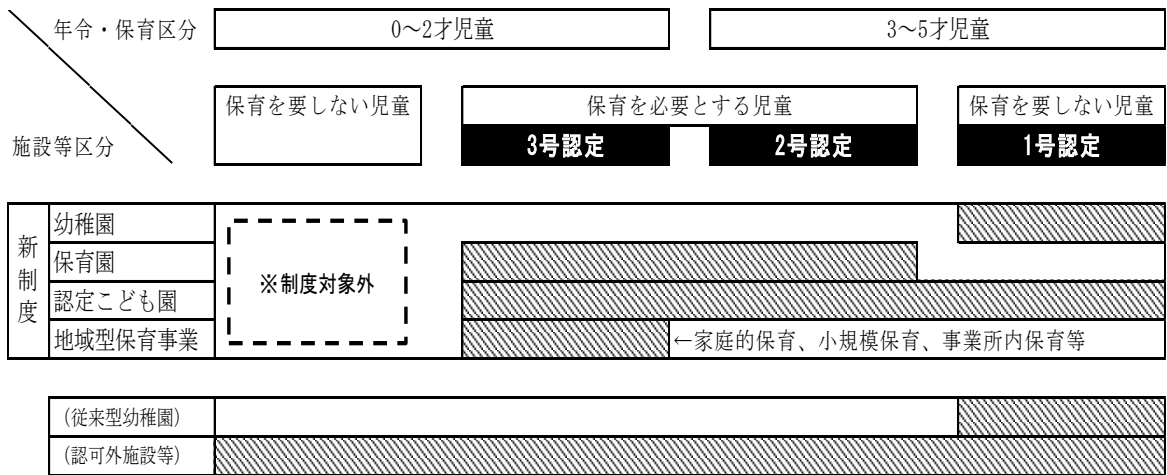 年令・保育区分
0～2才児童
3～5才児童
保育を要しない児童
保育を必要とする児童
保育を要しない児童
施設等区分
3号認定
2号認定
1号認定
新制度
幼稚園
保育園
※制度対象外
認定こども園
地域型保育事業
←家庭的保育、小規模保育、事業所内保育等
（従来型幼稚園）
（認可外施設等）